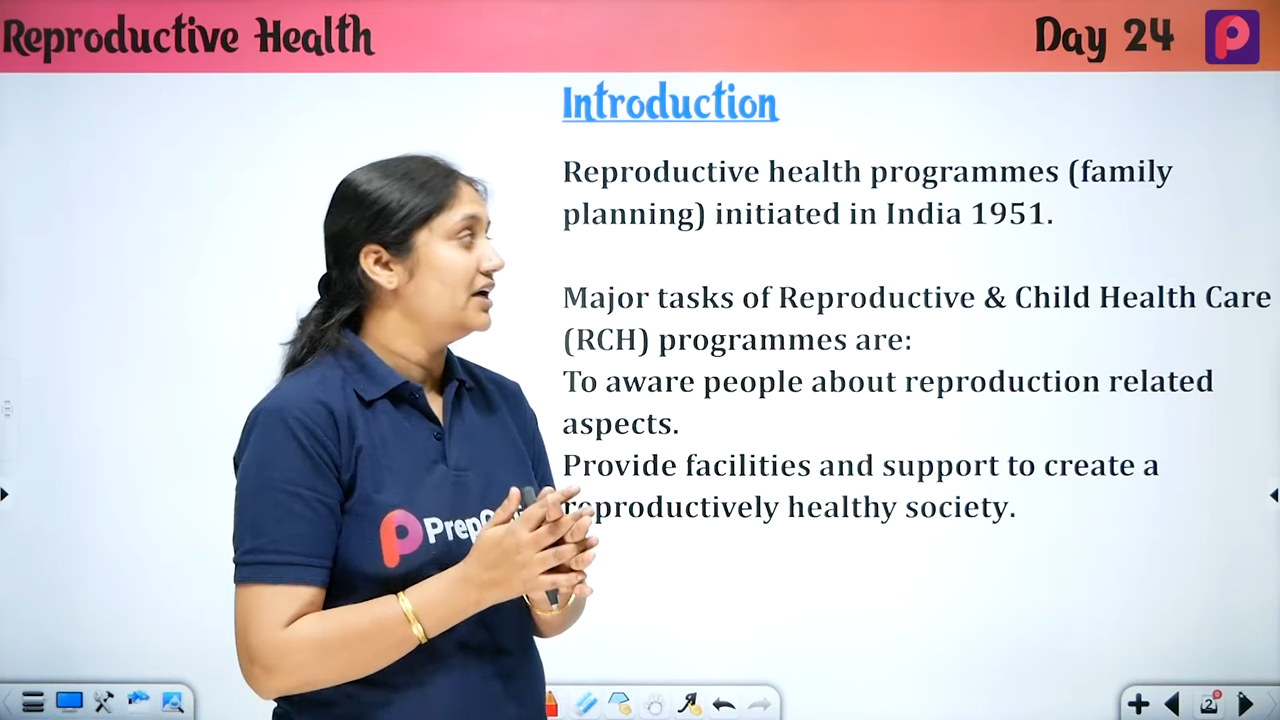 Reproductive Health
Day 24
Introduction
Reproductive health programmes (family
planning) initiated in India 1951.
Major tasks of Reproductive & Child Health Care
(RCH) programmes are:
To aware people about reproduction related
aspects.
Provide facilities and support to create a
reproductively healthy society.
2